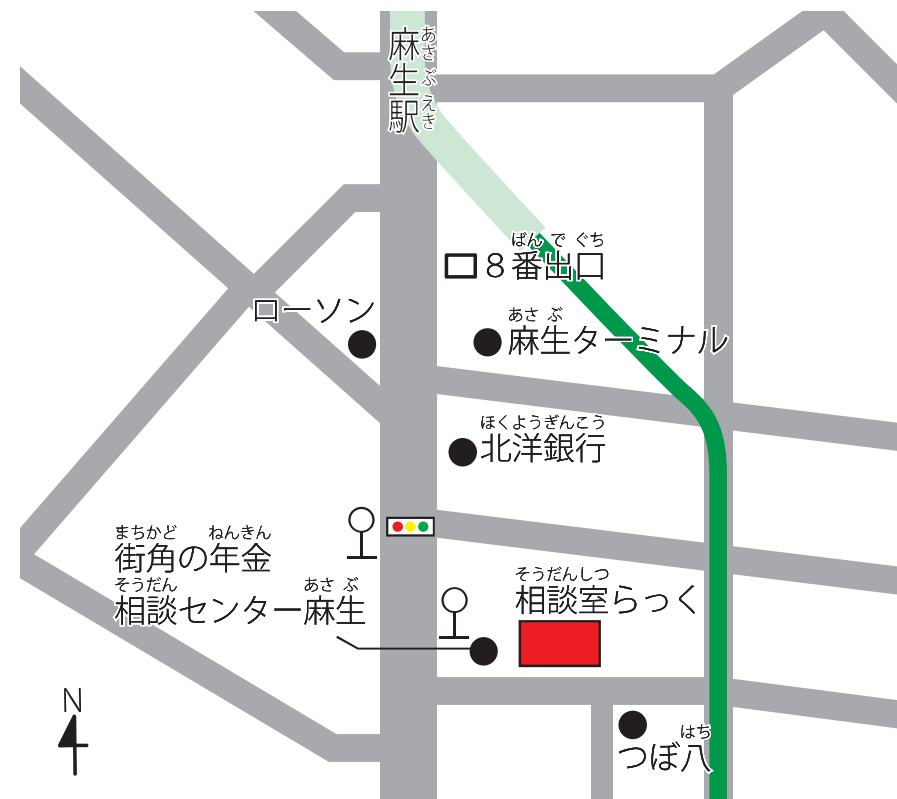 麻生駅
あさ ぶ えき
ばん で ぐち
8番出口
ローソン
あさ ぶ
麻生ターミナル
ほくようぎんこう
北洋銀行
まちかど ねんきん
街角の年金
そうだん あさ ぶ
相談センター麻生
そうだんしつ
相談室らっく
はち
つぼ八
N